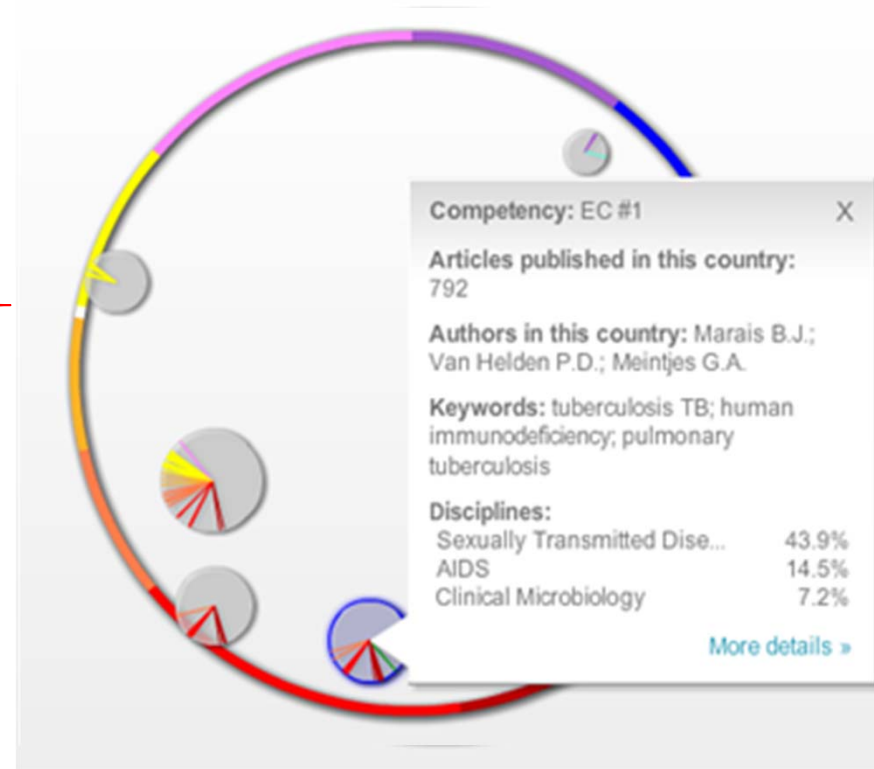 Competency: EC #1 X
Articles published in this country:
792
Authors in this country: Marais B.J.;
Van Helden P.D.; Meintjes G.A.
Keywords: tuberculosis TB; human
immunodeficiency; pulmonary
tuberculosis
Disciplines:
Sexually Transmitted Dise... 43.9%
AIDS 14.5%
Clinical Microbiology 7.2%
More details »